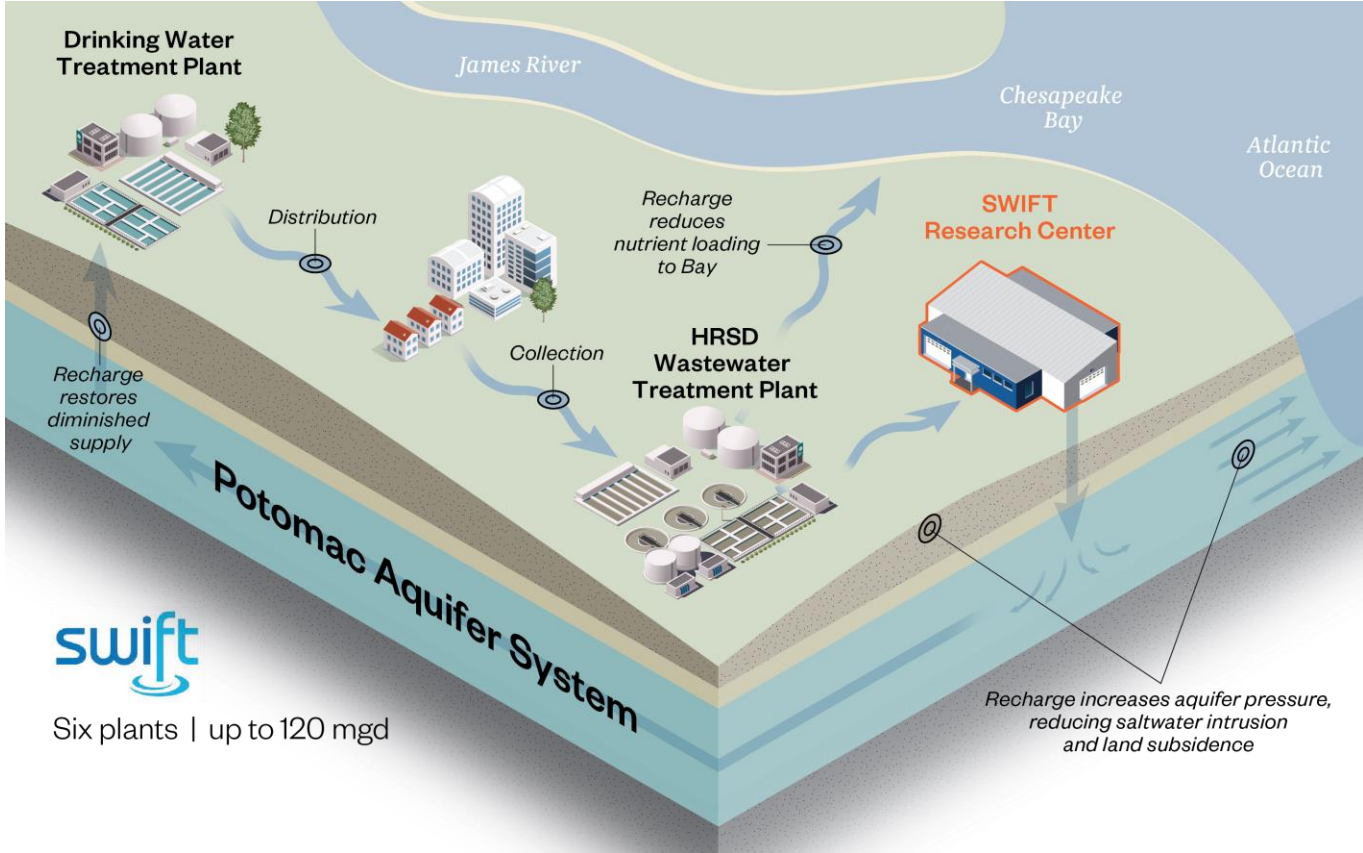 Drinking Water
Treatment Plant
James River
Chesapeake
Bay
Atlantic
Ocean
Distribution
Recharge
reduces
nutrient loading
to Bay
SWIFT
Research Center
Collection
HRSD
Wastewater
Treatment Plant
Recharge
restores
diminished
supply
Potomac Aquifer System
swift
Six plants | up to 120 mgd
Recharge increases aquifer pressure,
reducing saltwater intrusion
and land subsidence